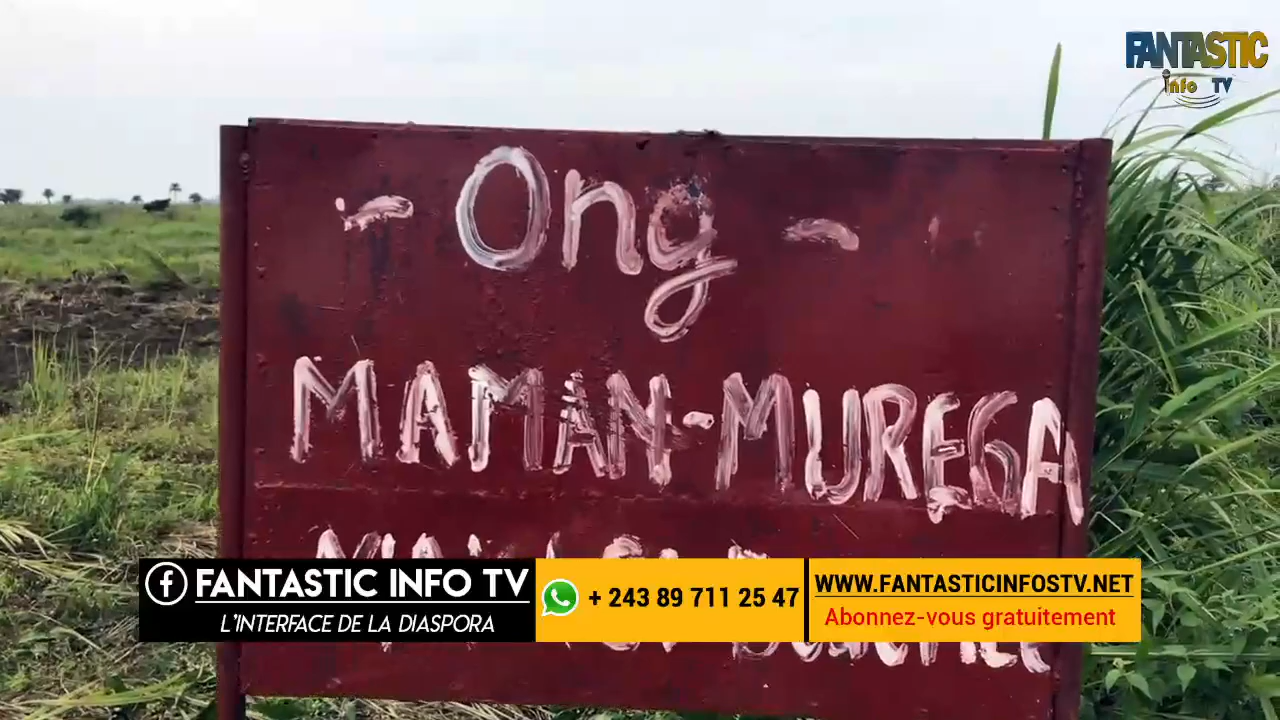 FANTASTIC
Info TV
- Ong -
MAMAN-MUREGA
FANTASTIC INFO TV
L'INTERFACE DE LA DIASPORA
+ 243 89 711 25 47
WWW.FANTASTICINFOSTV.NET
Abonnez-vous gratuitement